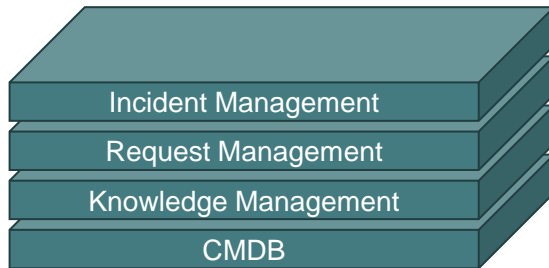 Incident Management
Request Management
Knowledge Management
CMDB